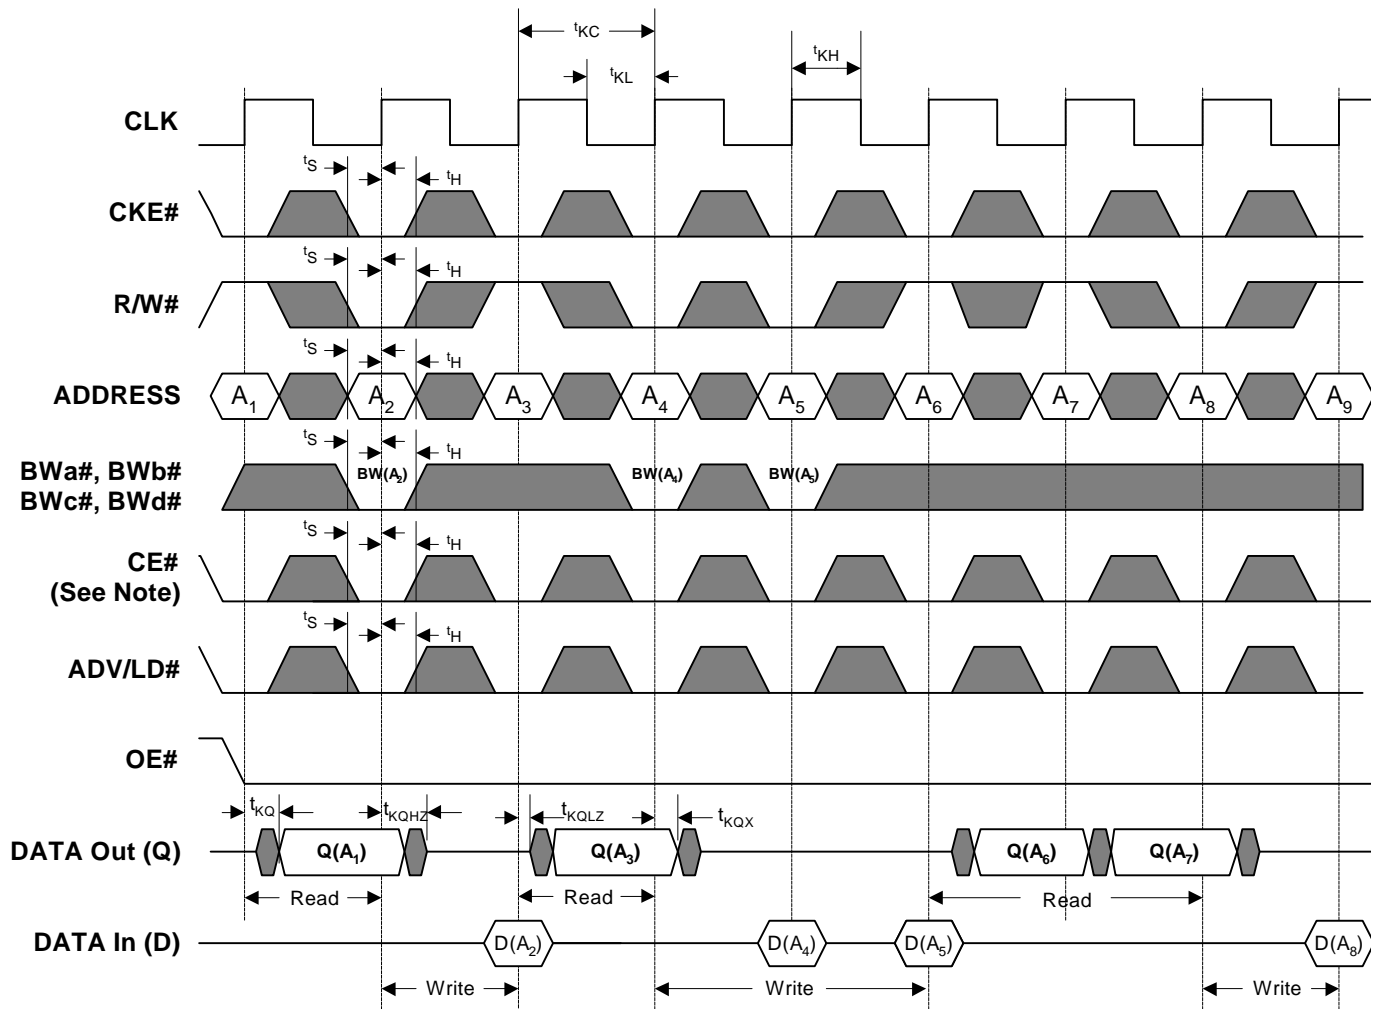 tKC
tKH
tKL
CLK
tS
tH
CKE#
tS
tH
R/W#
tS
tH
ADDRESS
A1 A2 A3 A4 A5 A6 A7 A8 A9
tS
tH
BWa#, BWb#
BWc#, BWd#
BW(A2) BW(A4) BW(A5)
tS
tH
CE#
(See Note)
tS
tH
ADV/LD#
OE#
tKQ tKQHZ tKQLZ tKQX
DATA Out (Q)
Q(A1) Q(A3) Q(A6) Q(A7)
Read Read Read
DATA In (D)
D(A2) D(A4) D(A5) D(A8)
Write Write Write